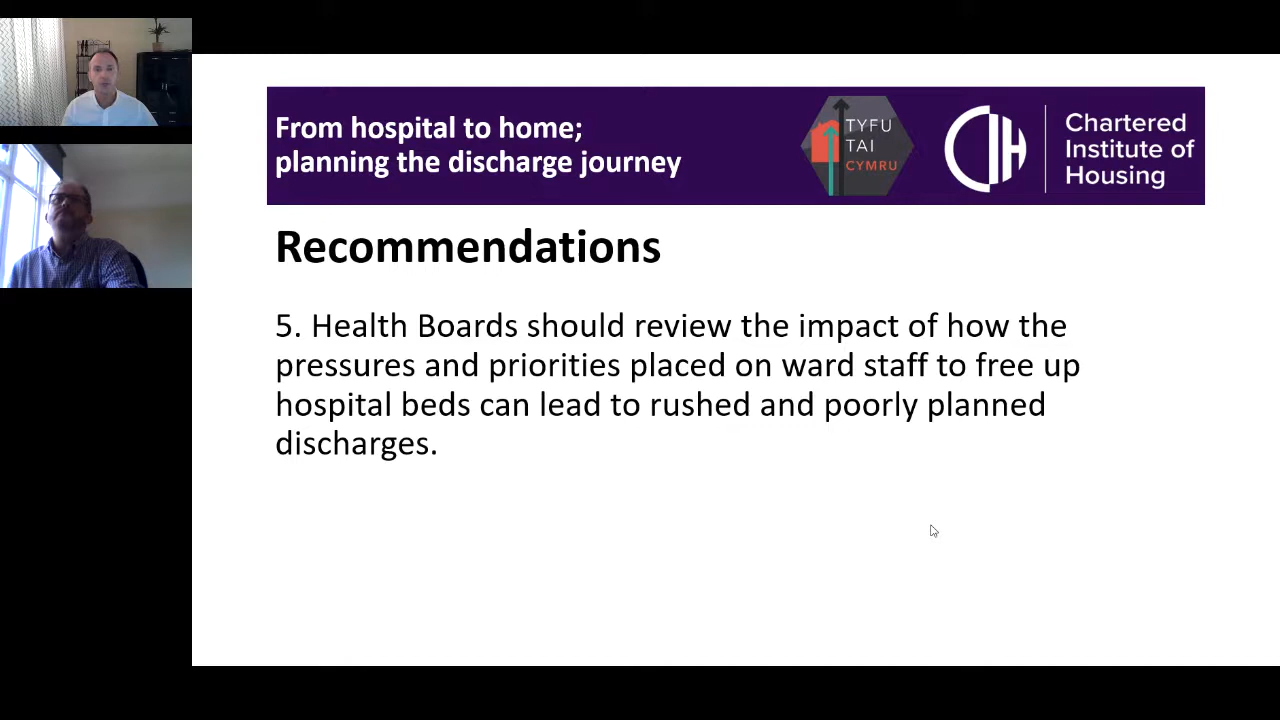 From hospital to home;
planning the discharge journey
TYFU
TAI
CYMRU
CIH
Chartered
Institute of
Housing
Recommendations
5. Health Boards should review the impact of how the
pressures and priorities placed on ward staff to free up
hospital beds can lead to rushed and poorly planned
discharges.